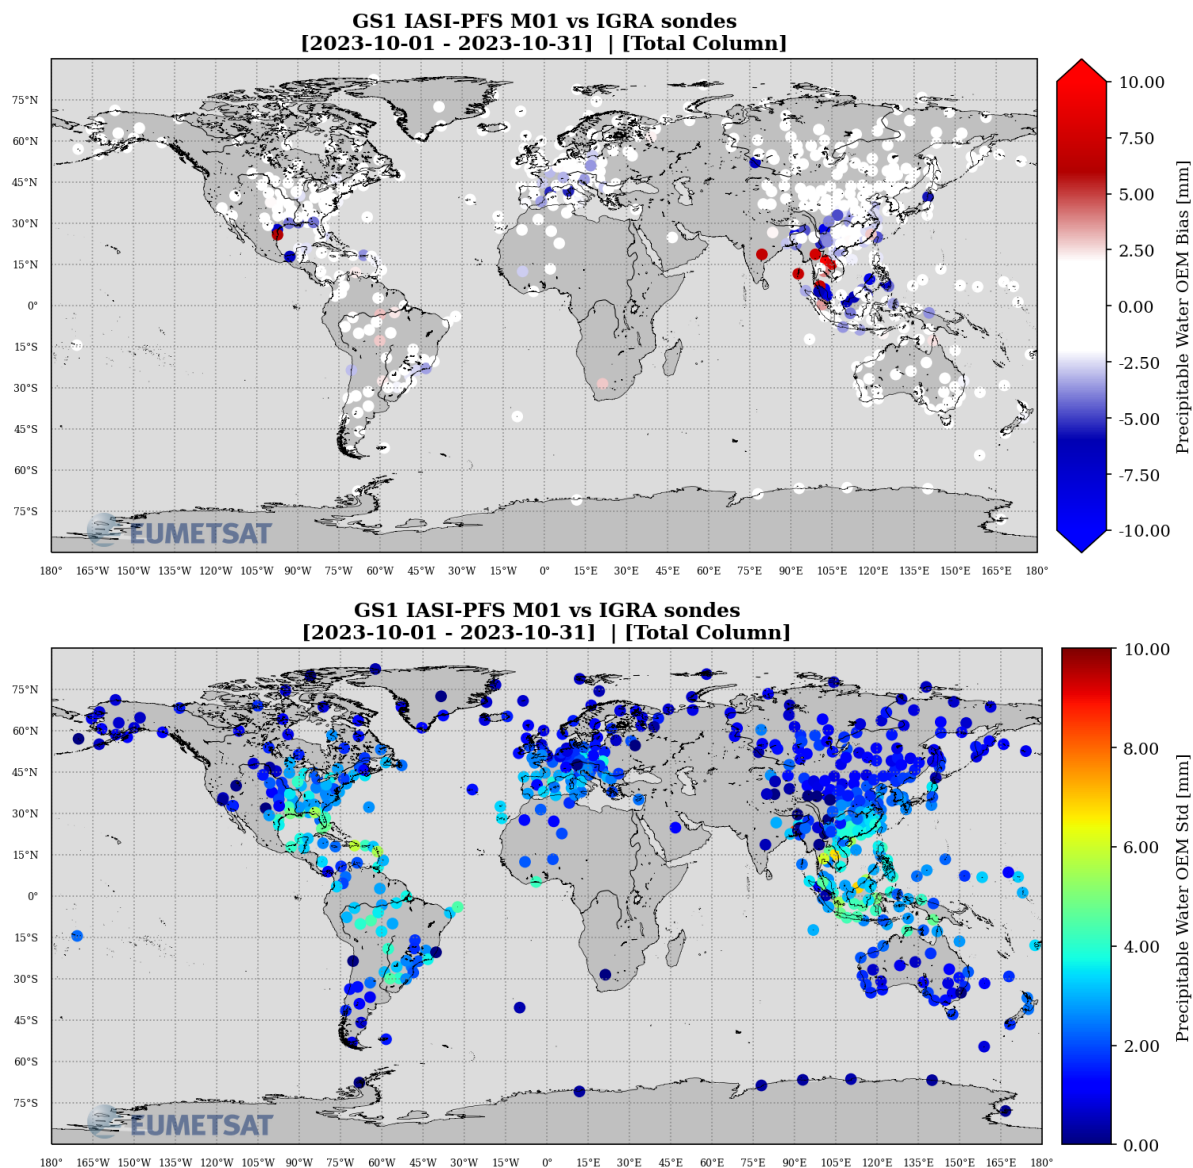 GS1 IASI-PFS M01 vs IGRA sondes
[2023-10-01 - 2023-10-31]  | [Total Column]
75°N
60°N
45°N
30°N
15°N
0°
15°S
30°S
45°S
60°S
75°S
EUMETSAT
180° 165°W 150°W 135°W 120°W 105°W 90°W 75°W 60°W 45°W 30°W 15°W 0° 15°E 30°E 45°E 60°E 75°E 90°E 105°E 120°E 135°E 150°E 165°E 180°
10.00
7.50
5.00
2.50
0.00
-2.50
-5.00
-7.50
-10.00
Precipitable Water OEM Bias [mm]
GS1 IASI-PFS M01 vs IGRA sondes
[2023-10-01 - 2023-10-31]  | [Total Column]
75°N
60°N
45°N
30°N
15°N
0°
15°S
30°S
45°S
60°S
75°S
EUMETSAT
180° 165°W 150°W 135°W 120°W 105°W 90°W 75°W 60°W 45°W 30°W 15°W 0° 15°E 30°E 45°E 60°E 75°E 90°E 105°E 120°E 135°E 150°E 165°E 180°
10.00
8.00
6.00
4.00
2.00
0.00
Precipitable Water OEM Std [mm]